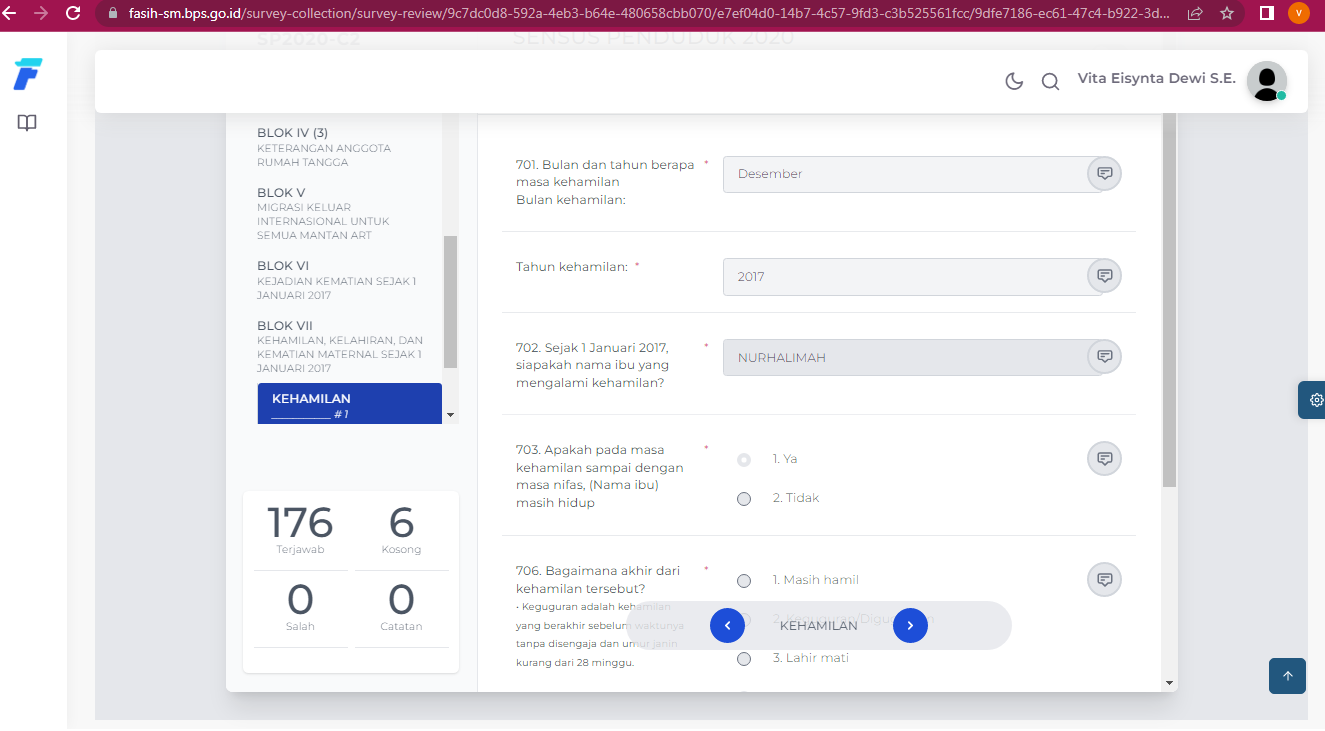 fasih-sm.bps.go.id/survey-collection/survey-review/9c7dc0d8-592a-4eb3-b64e-480658cbb070/e7ef04d0-14b7-4c57-9fd3-c3b525561fcc/9dfe7186-ec61-47c4-b922-3d...
V
SP2020-C2
SENSUS PENDUDUK 2020
Vita Eisynta Dewi S.E.
BLOK IV (3)
KETERANGAN ANGGOTA
RUMAH TANGGA
BLOK V
MIGRASI KELUAR
INTERNASIONAL UNTUK
SEMUA MANTAN ART
BLOK VI
KEJADIAN KEMATIAN SEJAK 1
JANUARI 2017
BLOK VII
KEHAMILAN, KELAHIRAN, DAN
KEMATIAN MATERNAL SEJAK 1
JANUARI 2017
KEHAMILAN
__________ #1
176
Terjawab
6
Kosong
0
Salah
0
Catatan
701. Bulan dan tahun berapa *
masa kehamilan
Bulan kehamilan:
Desember
Tahun kehamilan: *
2017
702. Sejak 1 Januari 2017, *
siapakah nama ibu yang
mengalami kehamilan?
NURHALIMAH
703. Apakah pada masa *
kehamilan sampai dengan
masa nifas, (Nama ibu)
masih hidup
1. Ya
2. Tidak
706. Bagaimana akhir dari *
kehamilan tersebut?
• Keguguran adalah kehamilan
yang berakhir sebelum waktunya
tanpa disengaja dan umur janin
kurang dari 28 minggu.
1. Masih hamil
KEHAMILAN
3. Lahir mati